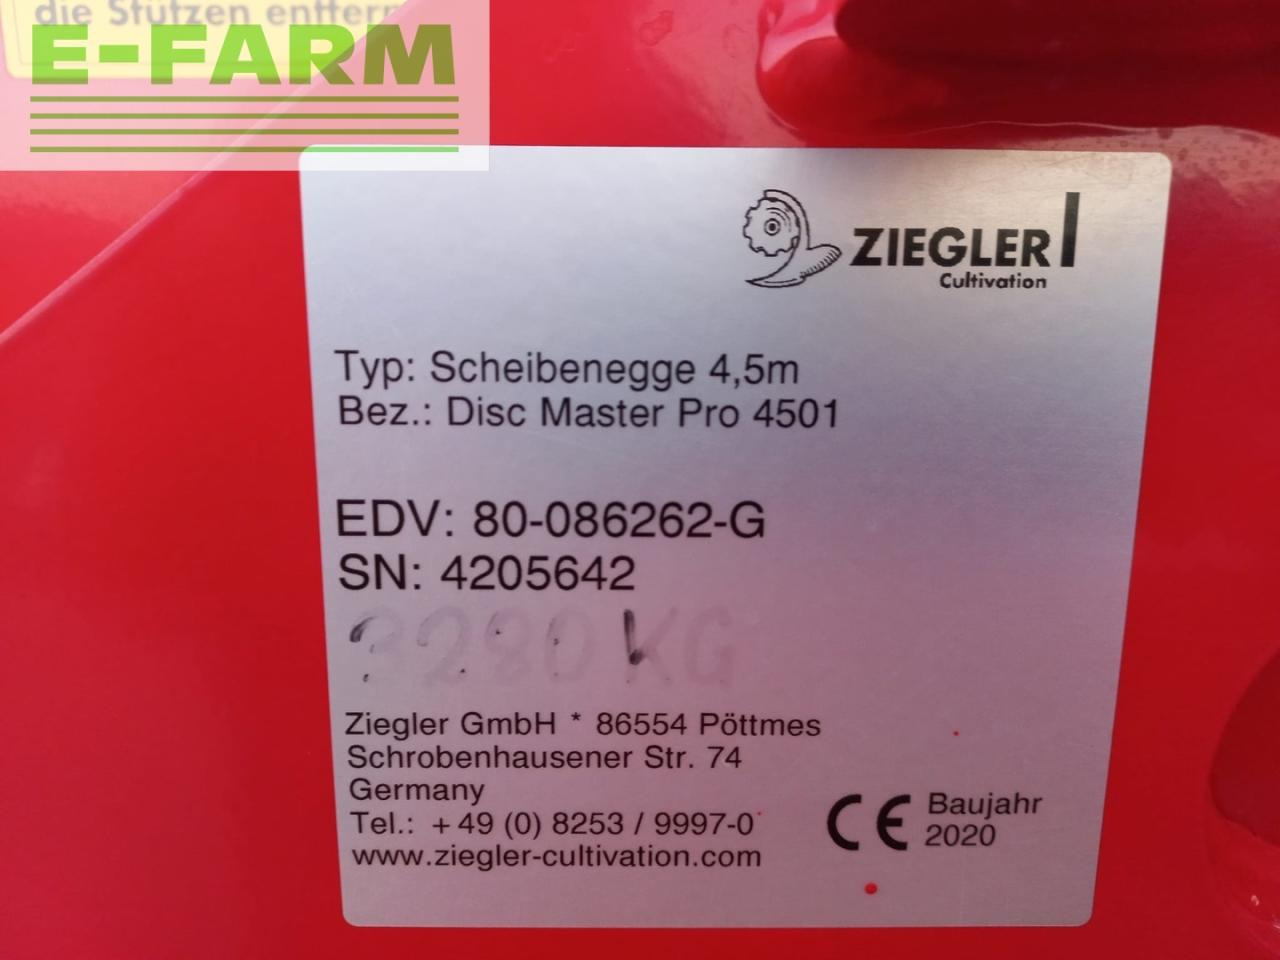 die Stützen entfern
E-FARM
ZIEGLER
Cultivation
Typ: Scheibenegge 4,5m
Bez.: Disc Master Pro 4501
EDV: 80-086262-G
SN: 4205642
3280 KG
Ziegler GmbH * 86554 Pöttmes
Schrobenhausener Str. 74
Germany
Tel.: +49 (0) 8253 / 9997-0
www.ziegler-cultivation.com
CE Baujahr
2020